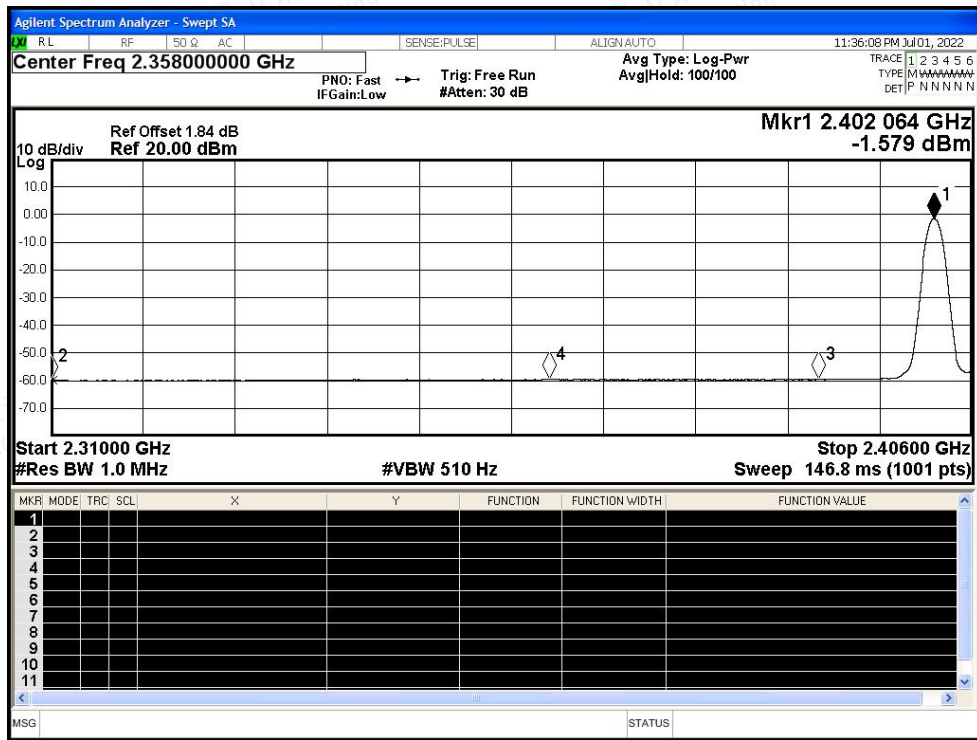 Agilent Spectrum Analyzer - Swept SA
LXI RL RF 50 Ω AC SENSE:PULSE ALIGN AUTO 11:36:08 PM Jul 01, 2022
Center Freq 2.358000000 GHz
PNO: Fast
IFGain:Low
Trig: Free Run
#Atten: 30 dB
Avg Type: Log-Pwr
Avg|Hold: 100/100
TRACE 1 2 3 4 5 6
TYPE M WWWWW
DET P N N N N N
Ref Offset 1.84 dB
10 dB/div Ref 20.00 dBm
Log
Mkr1 2.402 064 GHz
-1.579 dBm
10.0
0.00
-10.0
-20.0
-30.0
-40.0
-50.0
-60.0
-70.0
1
2
4
3
Start 2.31000 GHz Stop 2.40600 GHz
#Res BW 1.0 MHz #VBW 510 Hz Sweep 146.8 ms (1001 pts)
MKR MODE TRC SCL X Y FUNCTION FUNCTION WIDTH FUNCTION VALUE
1
2
3
4
5
6
7
8
9
10
11
MSG STATUS